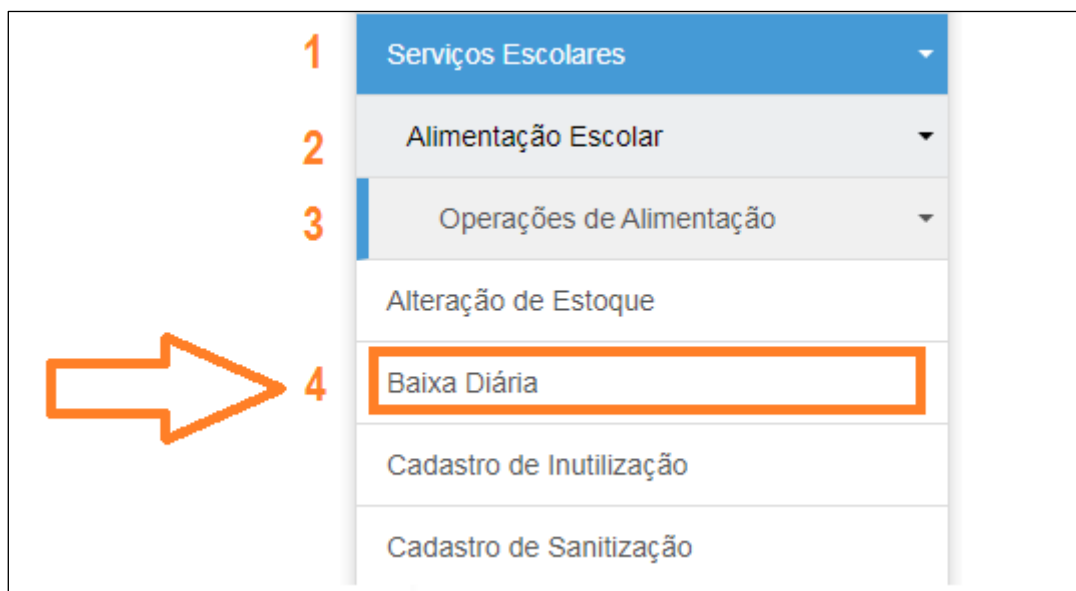 1 Serviços Escolares
2 Alimentação Escolar
3 Operações de Alimentação
Alteração de Estoque
4 Baixa Diária
Cadastro de Inutilização
Cadastro de Sanitização